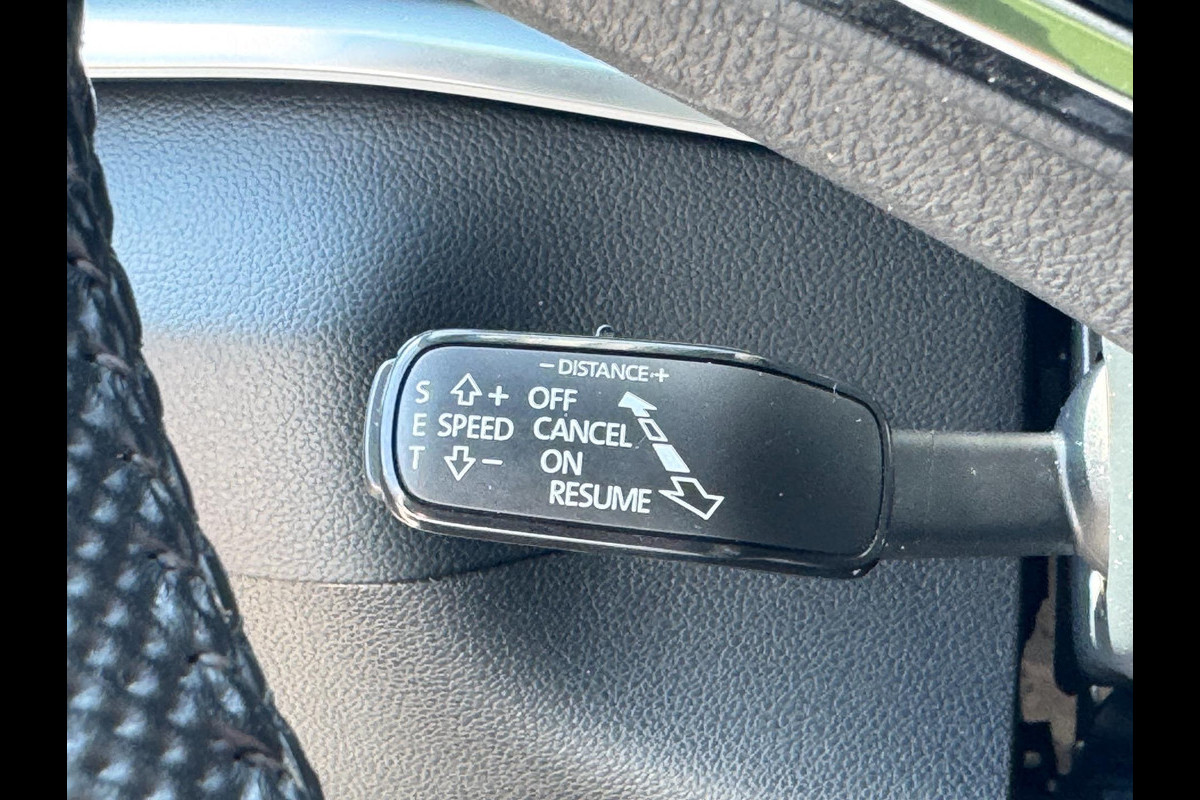 – DISTANCE +
S + OFF
E SPEED CANCEL
T – ON
RESUME